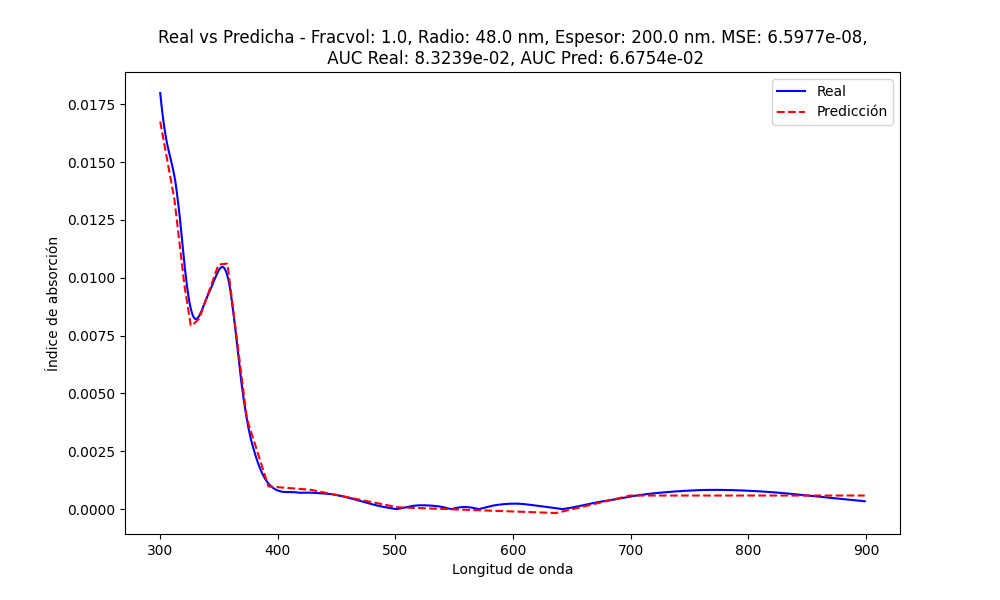 Real vs Predicha - Fracvol: 1.0, Radio: 48.0 nm, Espesor: 200.0 nm. MSE: 6.5977e-08,
AUC Real: 8.3239e-02, AUC Pred: 6.6754e-02
Real
Predicción
Índice de absorción
0.0175
0.0150
0.0125
0.0100
0.0075
0.0050
0.0025
0.0000
300 400 500 600 700 800 900
Longitud de onda